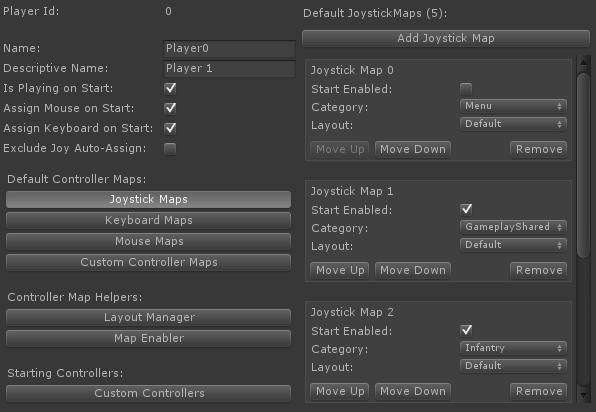 Player Id: 0
Name: Player0
Descriptive Name: Player 1
Is Playing on Start:
Assign Mouse on Start:
Assign Keyboard on Start:
Exclude Joy Auto-Assign:
Default Controller Maps:
Joystick Maps
Keyboard Maps
Mouse Maps
Custom Controller Maps
Controller Map Helpers:
Layout Manager
Map Enabler
Starting Controllers:
Custom Controllers
Default JoystickMaps (5):
Add Joystick Map
Joystick Map 0
Start Enabled:
Category: Menu
Layout: Default
Move Up Move Down Remove
Joystick Map 1
Start Enabled:
Category: GameplayShared
Layout: Default
Move Up Move Down Remove
Joystick Map 2
Start Enabled:
Category: Infantry
Layout: Default
Move Up Move Down Remove